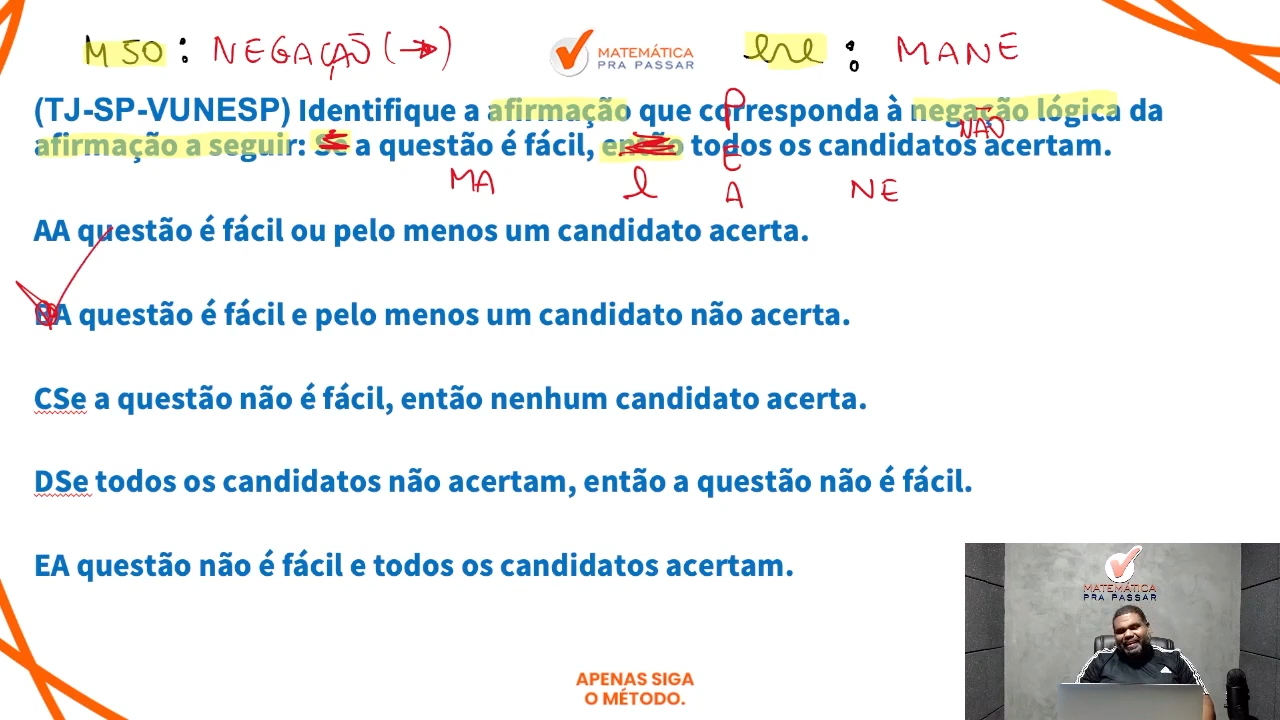 M50 : NEGAÇÃO (→)
MATEMÁTICA
PRA PASSAR
: MANE
(TJ-SP-VUNESP) Identifique a afirmação que corresponda à negação lógica da
PEA
NÃO
afirmação a seguir: Se a questão é fácil, então todos os candidatos acertam.
MA e NE
AA questão é fácil ou pelo menos um candidato acerta.
BA questão é fácil e pelo menos um candidato não acerta.
CSe a questão não é fácil, então nenhum candidato acerta.
DSe todos os candidatos não acertam, então a questão não é fácil.
EA questão não é fácil e todos os candidatos acertam.
MATEMÁTICA
PRA PASSAR
APENAS SIGA
O MÉTODO.